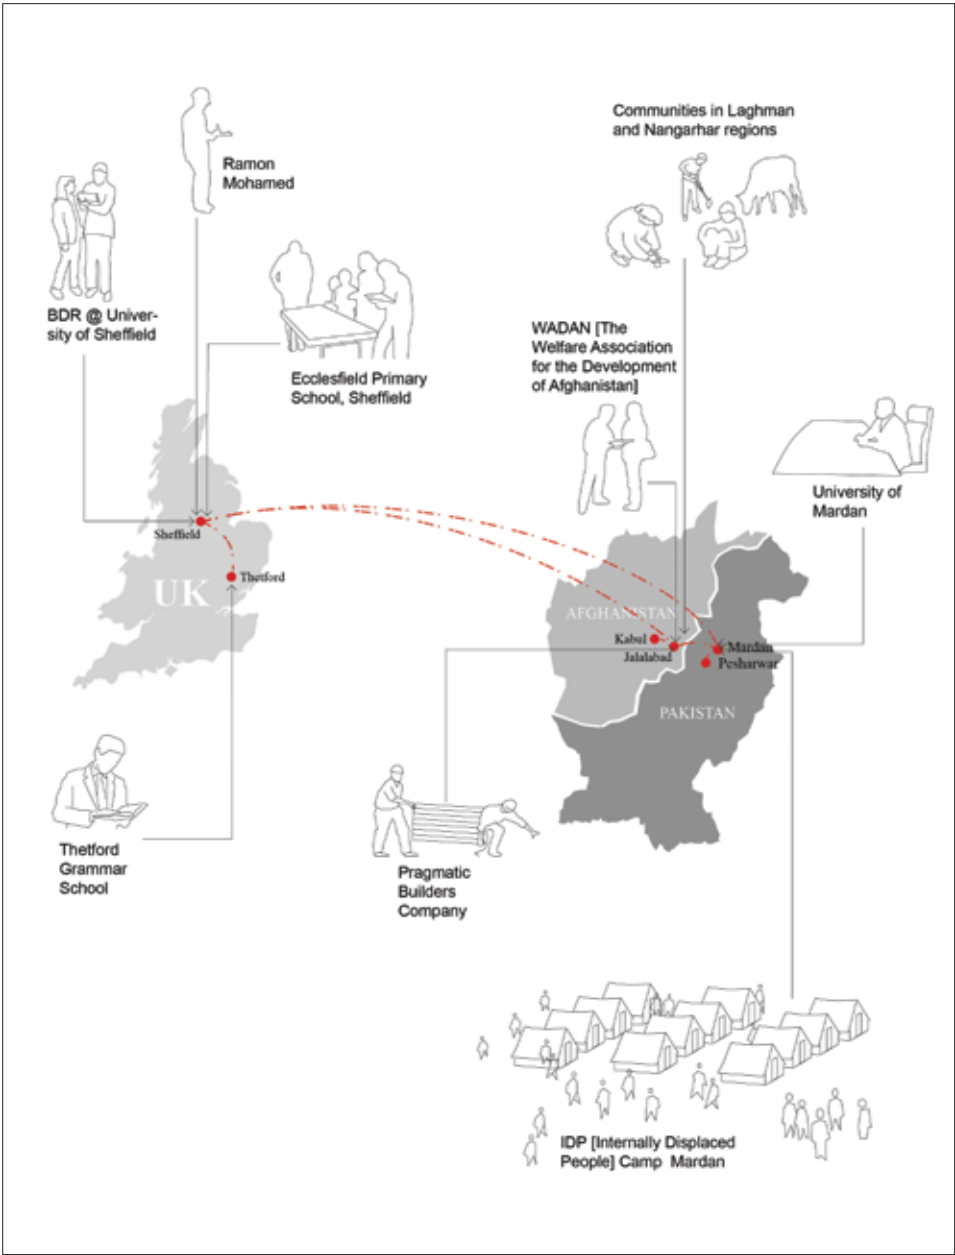 Communities in Laghman
and Nangarhar regions
Ramon
Mohamed
BDR @ Univer-
sity of Sheffield
WADAN [The
Welfare Association
for the Development
of Afghanistan]
Ecclesfield Primary
School, Sheffield
University of
Mardan
Sheffield
Thetford
UK
AFGHANISTAN
Kabul
Jalalabad
Mardan
Pesharwar
PAKISTAN
Thetford
Grammar
School
Pragmatic
Builders
Company
IDP [Internally Displaced
People] Camp Mardan